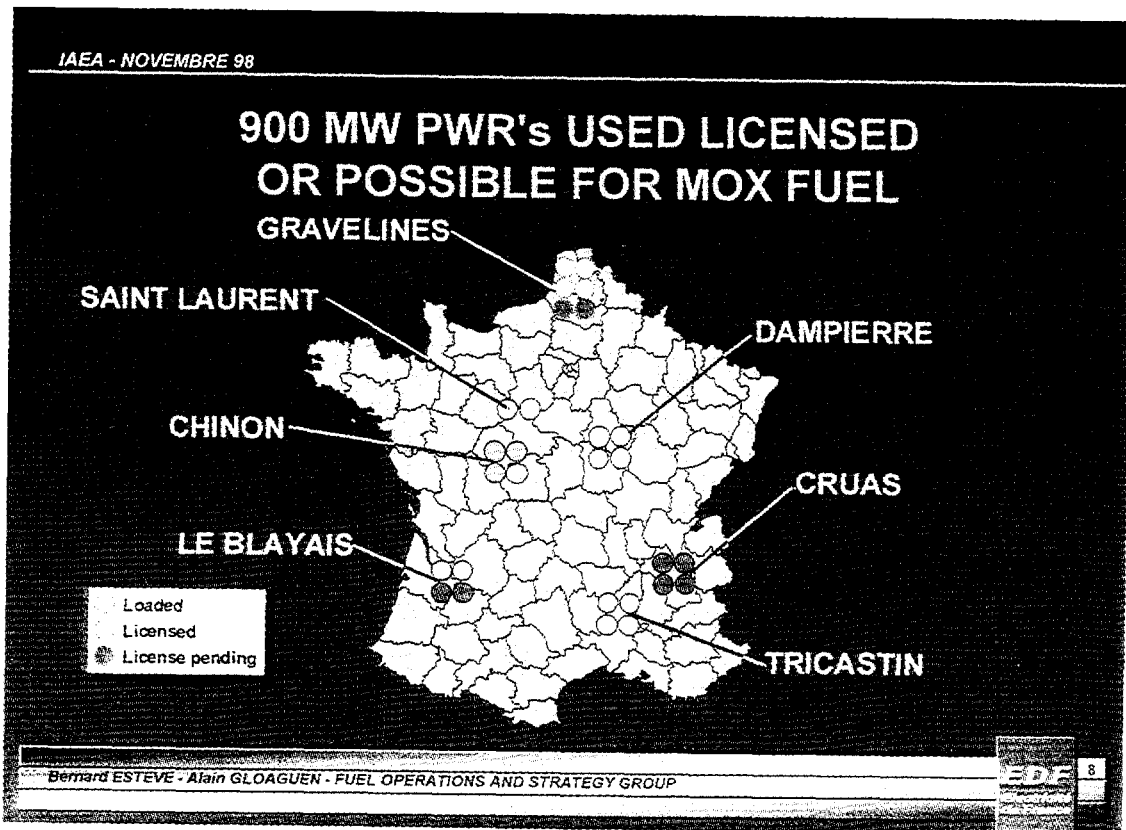 IAEA - NOVEMBRE 98
900 MW PWR's USED LICENSED
OR POSSIBLE FOR MOX FUEL
GRAVELINES
SAINT LAURENT
DAMPIERRE
CHINON
CRUAS
LE BLAYAIS
Loaded
Licensed
License pending
TRICASTIN
Bernard ESTEVE - Alain GLOAGUEN - FUEL OPERATIONS AND STRATEGY GROUP
EDF
8